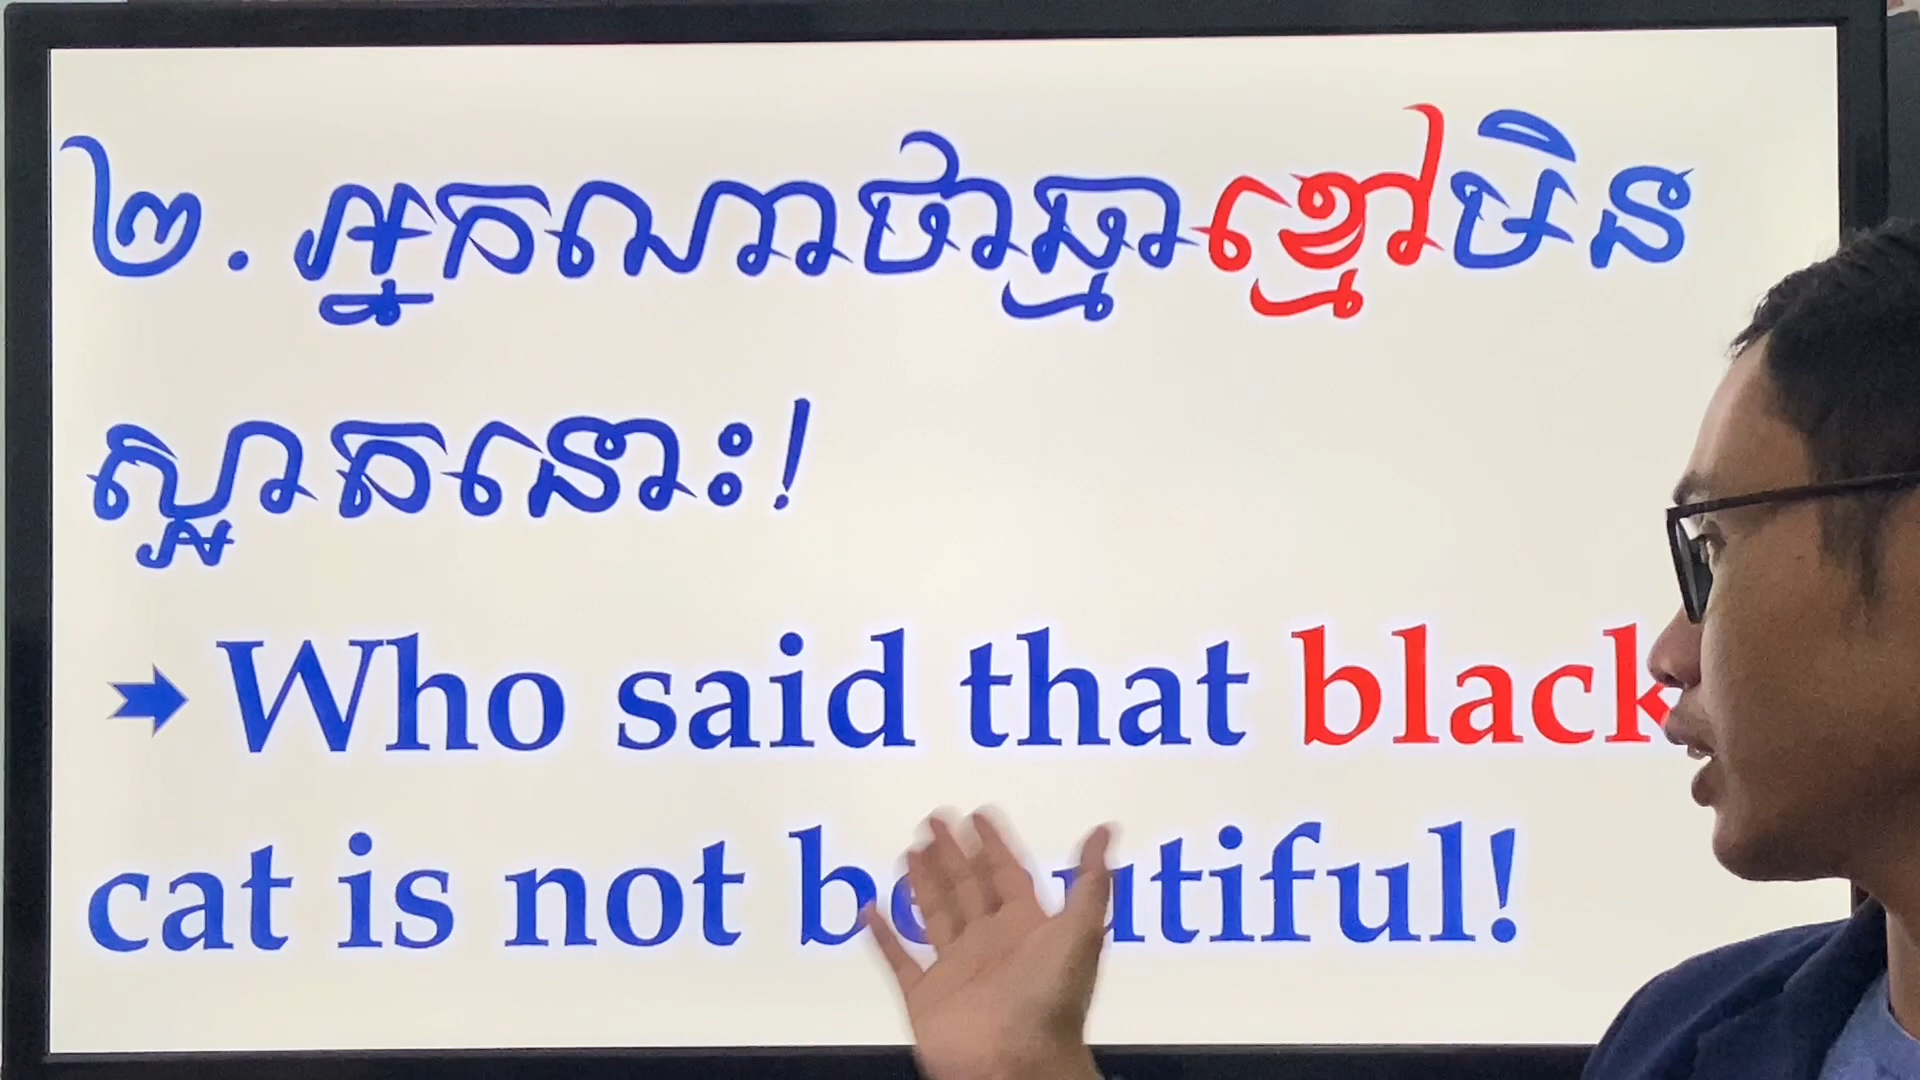 ២. អ្នកណាថាឆ្មាខ្មៅមិន
ស្អាតនោះ!
Who said that black
cat is not beautiful!